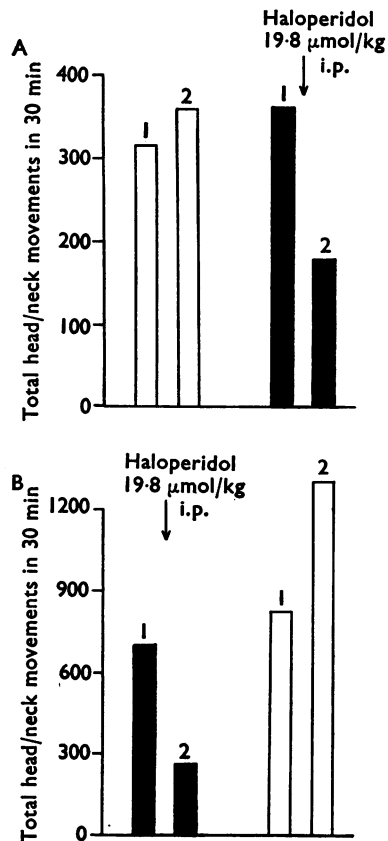 Haloperidol
19·8 μmol/kg
i.p.
A
Total head/neck movements in 30 min
400
300
200
100
0
1
2
1
2
Haloperidol
19·8 μmol/kg
i.p.
B
Total head/neck movements in 30 min
1200
900
600
300
0
1
2
1
2